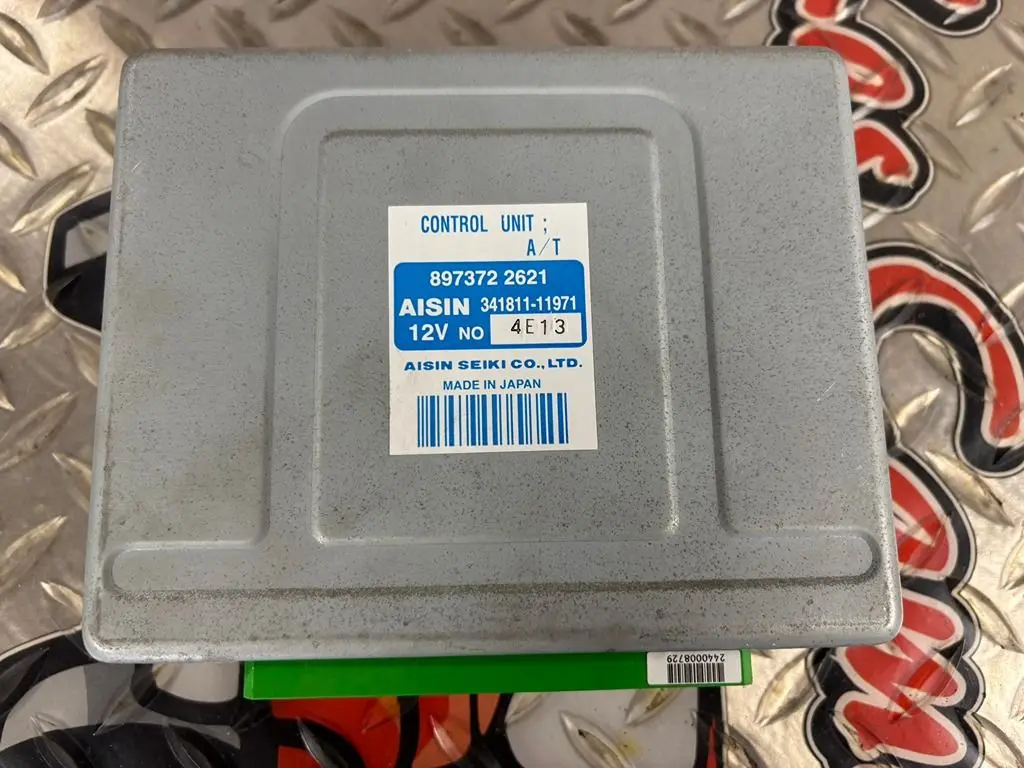 CONTROL UNIT ;
A/T
897372 2621
AISIN 341811-11971
12V NO 4E13
AISIN SEIKI CO.,LTD.
MADE IN JAPAN
2440008729